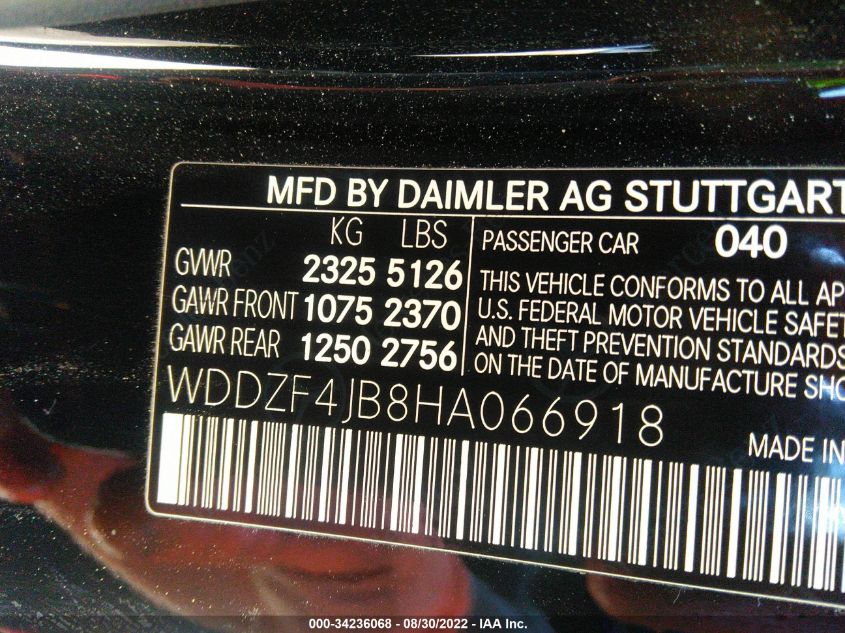 MFD BY DAIMLER AG STUTTGART
KG LBS
GVWR 2325 5126
GAWR FRONT 1075 2370
GAWR REAR 1250 2756
PASSENGER CAR 040
THIS VEHICLE CONFORMS TO ALL AP
U.S. FEDERAL MOTOR VEHICLE SAFET
AND THEFT PREVENTION STANDARDS
ON THE DATE OF MANUFACTURE SHO
WDDZF4JB8HA066918
MADE IN
000-34236068 - 08/30/2022 - IAA Inc.